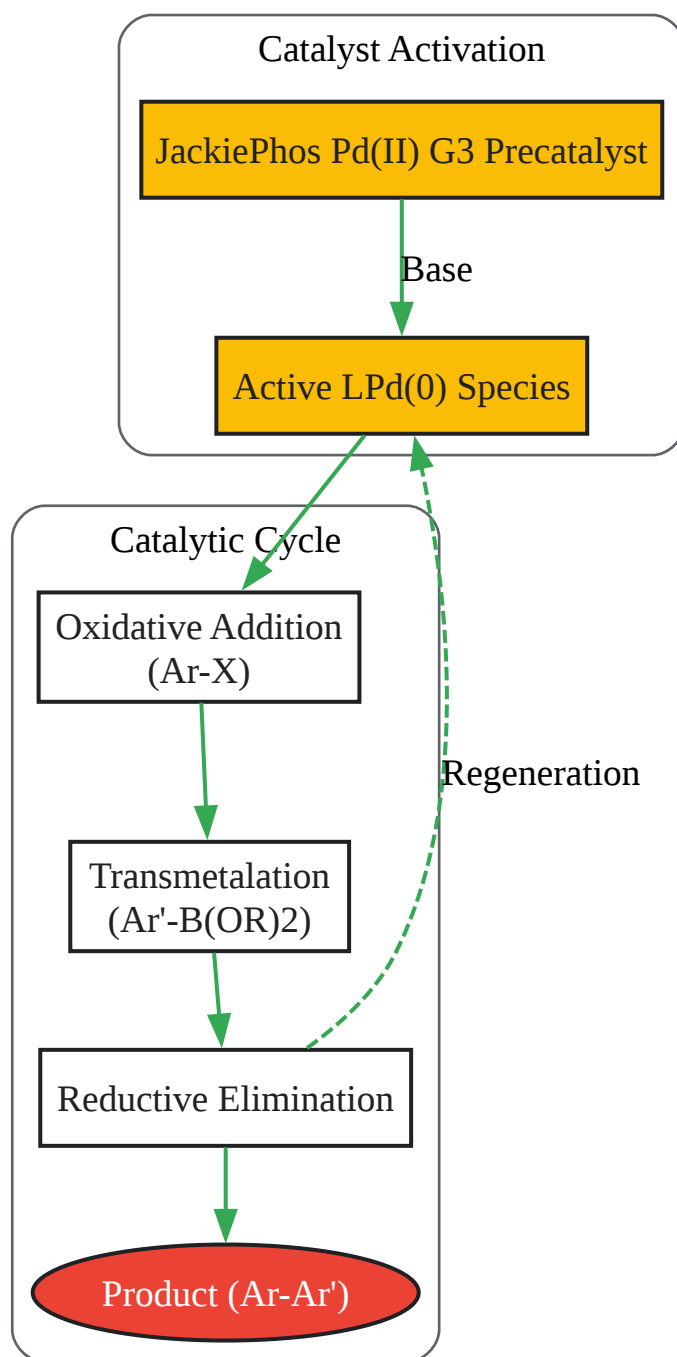 Catalyst Activation
JackiePhos Pd(II) G3 Precatalyst
Base
Active LPd(0) Species
Catalytic Cycle
Oxidative Addition
(Ar-X)
Regeneration
Transmetalation
(Ar'-B(OR)2)
Reductive Elimination
Product (Ar-Ar')